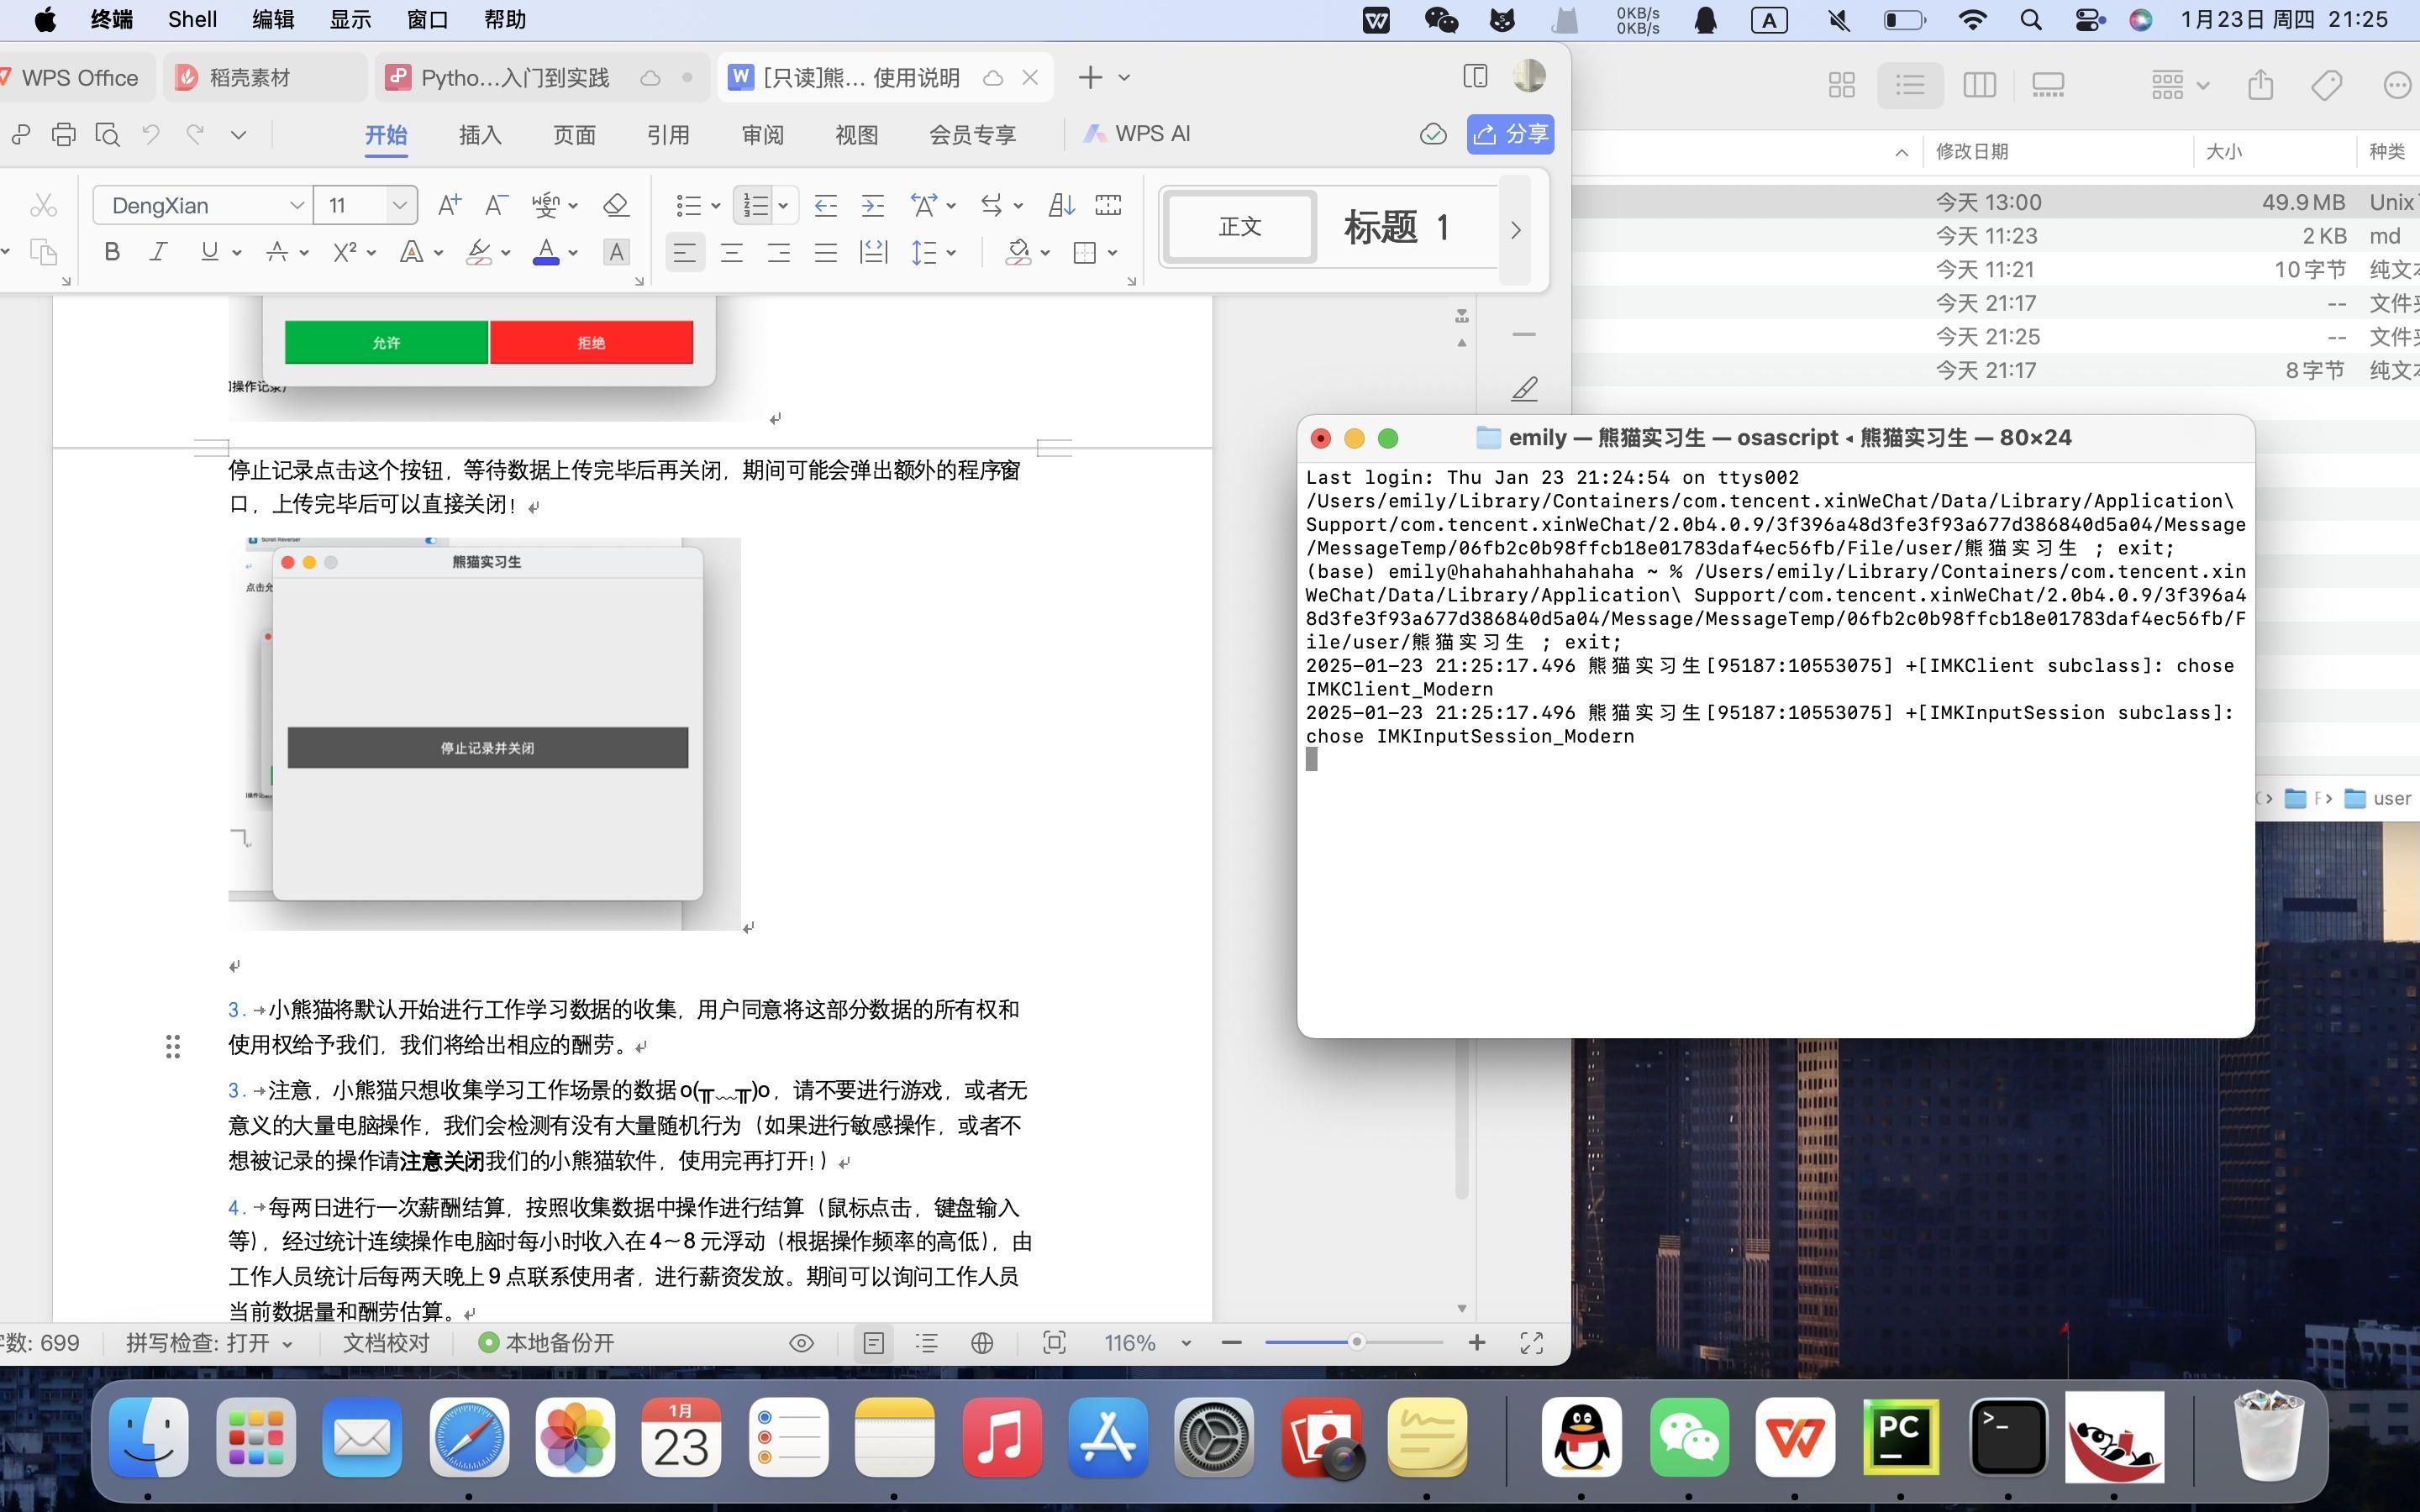 终端 Shell 编辑 显示 窗口 帮助
0KB/s
0KB/s
A
1月23日 周四 21:25
WPS Office
稻壳素材
Pytho...入门到实践
[只读]熊... 使用说明
开始 插入 页面 引用 审阅 视图 会员专享 WPS AI
分享
DengXian 11
正文
标题 1
修改日期 大小 种类
今天 13:00 49.9 MB Unix
今天 11:23 2 KB md
今天 11:21 10 字节 纯文
今天 21:17 -- 文件
今天 21:25 -- 文件
今天 21:17 8 字节 纯文
允许 拒绝
操作记录)
停止记录点击这个按钮，等待数据上传完毕后再关闭，期间可能会弹出额外的程序窗
口，上传完毕后可以直接关闭！
Scroll Reverser
点击允
熊猫实习生
停止记录并关闭
3. 小熊猫将默认开始进行工作学习数据的收集，用户同意将这部分数据的所有权和
使用权给予我们，我们将给出相应的酬劳。
3. 注意，小熊猫只想收集学习工作场景的数据o(╥﹏╥)o，请不要进行游戏，或者无
意义的大量电脑操作，我们会检测有没有大量随机行为（如果进行敏感操作，或者不
想被记录的操作请注意关闭我们的小熊猫软件，使用完再打开！）
4. 每两日进行一次薪酬结算，按照收集数据中操作进行结算（鼠标点击，键盘输入
等），经过统计连续操作电脑时每小时收入在4～8元浮动（根据操作频率的高低），由
工作人员统计后每两天晚上9点联系使用者，进行薪资发放。期间可以询问工作人员
当前数据量和酬劳估算。
字数: 699 拼写检查: 打开 文档校对 本地备份开 116%
emily — 熊猫实习生 — osascript ◂ 熊猫实习生 — 80×24
Last login: Thu Jan 23 21:24:54 on ttys002
/Users/emily/Library/Containers/com.tencent.xinWeChat/Data/Library/Application\
Support/com.tencent.xinWeChat/2.0b4.0.9/3f396a48d3fe3f93a677d386840d5a04/Message
/MessageTemp/06fb2c0b98ffcb18e01783daf4ec56fb/File/user/熊猫实习生 ; exit;
(base) emily@hahahahhahahaha ~ % /Users/emily/Library/Containers/com.tencent.xin
WeChat/Data/Library/Application\ Support/com.tencent.xinWeChat/2.0b4.0.9/3f396a4
8d3fe3f93a677d386840d5a04/Message/MessageTemp/06fb2c0b98ffcb18e01783daf4ec56fb/F
ile/user/熊猫实习生 ; exit;
2025-01-23 21:25:17.496 熊猫实习生[95187:10553075] +[IMKClient subclass]: chose
IMKClient_Modern
2025-01-23 21:25:17.496 熊猫实习生[95187:10553075] +[IMKInputSession subclass]:
chose IMKInputSession_Modern
F user
1月
23
PC